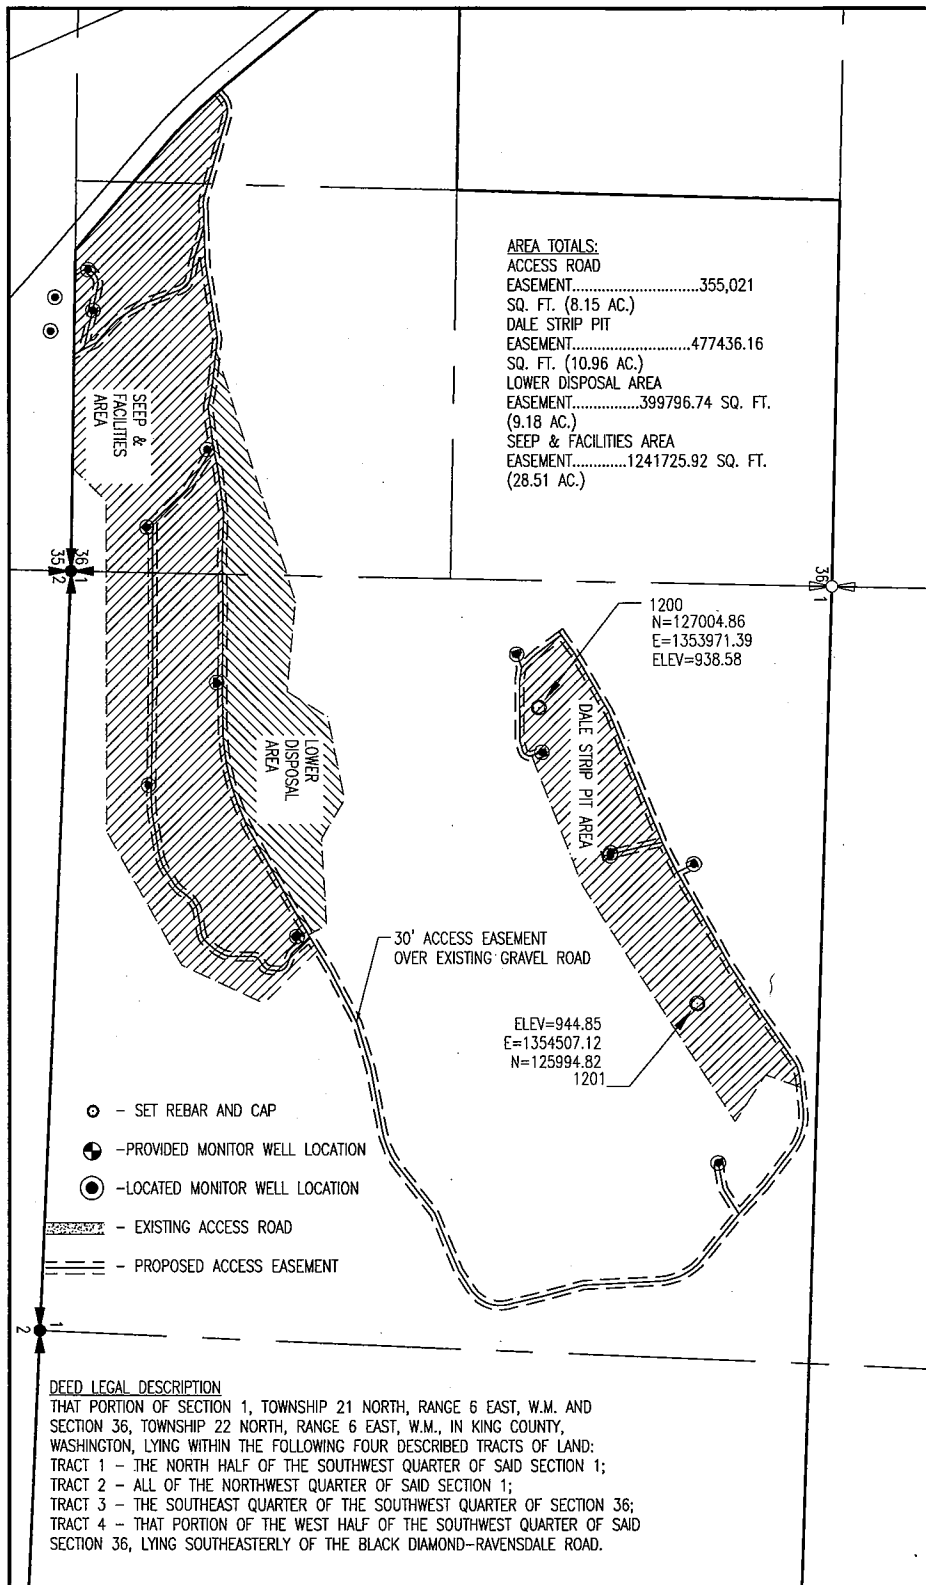 AREA TOTALS:
ACCESS ROAD
EASEMENT............................355,021
SQ. FT. (8.15 AC.)
DALE STRIP PIT
EASEMENT..........................477436.16
SQ. FT. (10.96 AC.)
LOWER DISPOSAL AREA
EASEMENT................399796.74 SQ. FT.
(9.18 AC.)
SEEP & FACILITIES AREA
EASEMENT.............1241725.92 SQ. FT.
(28.51 AC.)
SEEP &
FACILITIES
AREA
36 1
35 2
36 1
1200
N=127004.86
E=1353971.39
ELEV=938.58
DALE STRIP PIT AREA
LOWER
DISPOSAL
AREA
30' ACCESS EASEMENT
OVER EXISTING GRAVEL ROAD
ELEV=944.85
E=1354507.12
N=125994.82
1201
- SET REBAR AND CAP
-PROVIDED MONITOR WELL LOCATION
-LOCATED MONITOR WELL LOCATION
- EXISTING ACCESS ROAD
- PROPOSED ACCESS EASEMENT
1
2
DEED LEGAL DESCRIPTION
THAT PORTION OF SECTION 1, TOWNSHIP 21 NORTH, RANGE 6 EAST, W.M. AND
SECTION 36, TOWNSHIP 22 NORTH, RANGE 6 EAST, W.M., IN KING COUNTY,
WASHINGTON, LYING WITHIN THE FOLLOWING FOUR DESCRIBED TRACTS OF LAND:
TRACT 1 - THE NORTH HALF OF THE SOUTHWEST QUARTER OF SAID SECTION 1;
TRACT 2 - ALL OF THE NORTHWEST QUARTER OF SAID SECTION 1;
TRACT 3 - THE SOUTHEAST QUARTER OF THE SOUTHWEST QUARTER OF SECTION 36;
TRACT 4 - THAT PORTION OF THE WEST HALF OF THE SOUTHWEST QUARTER OF SAID
SECTION 36, LYING SOUTHEASTERLY OF THE BLACK DIAMOND-RAVENSDALE ROAD.